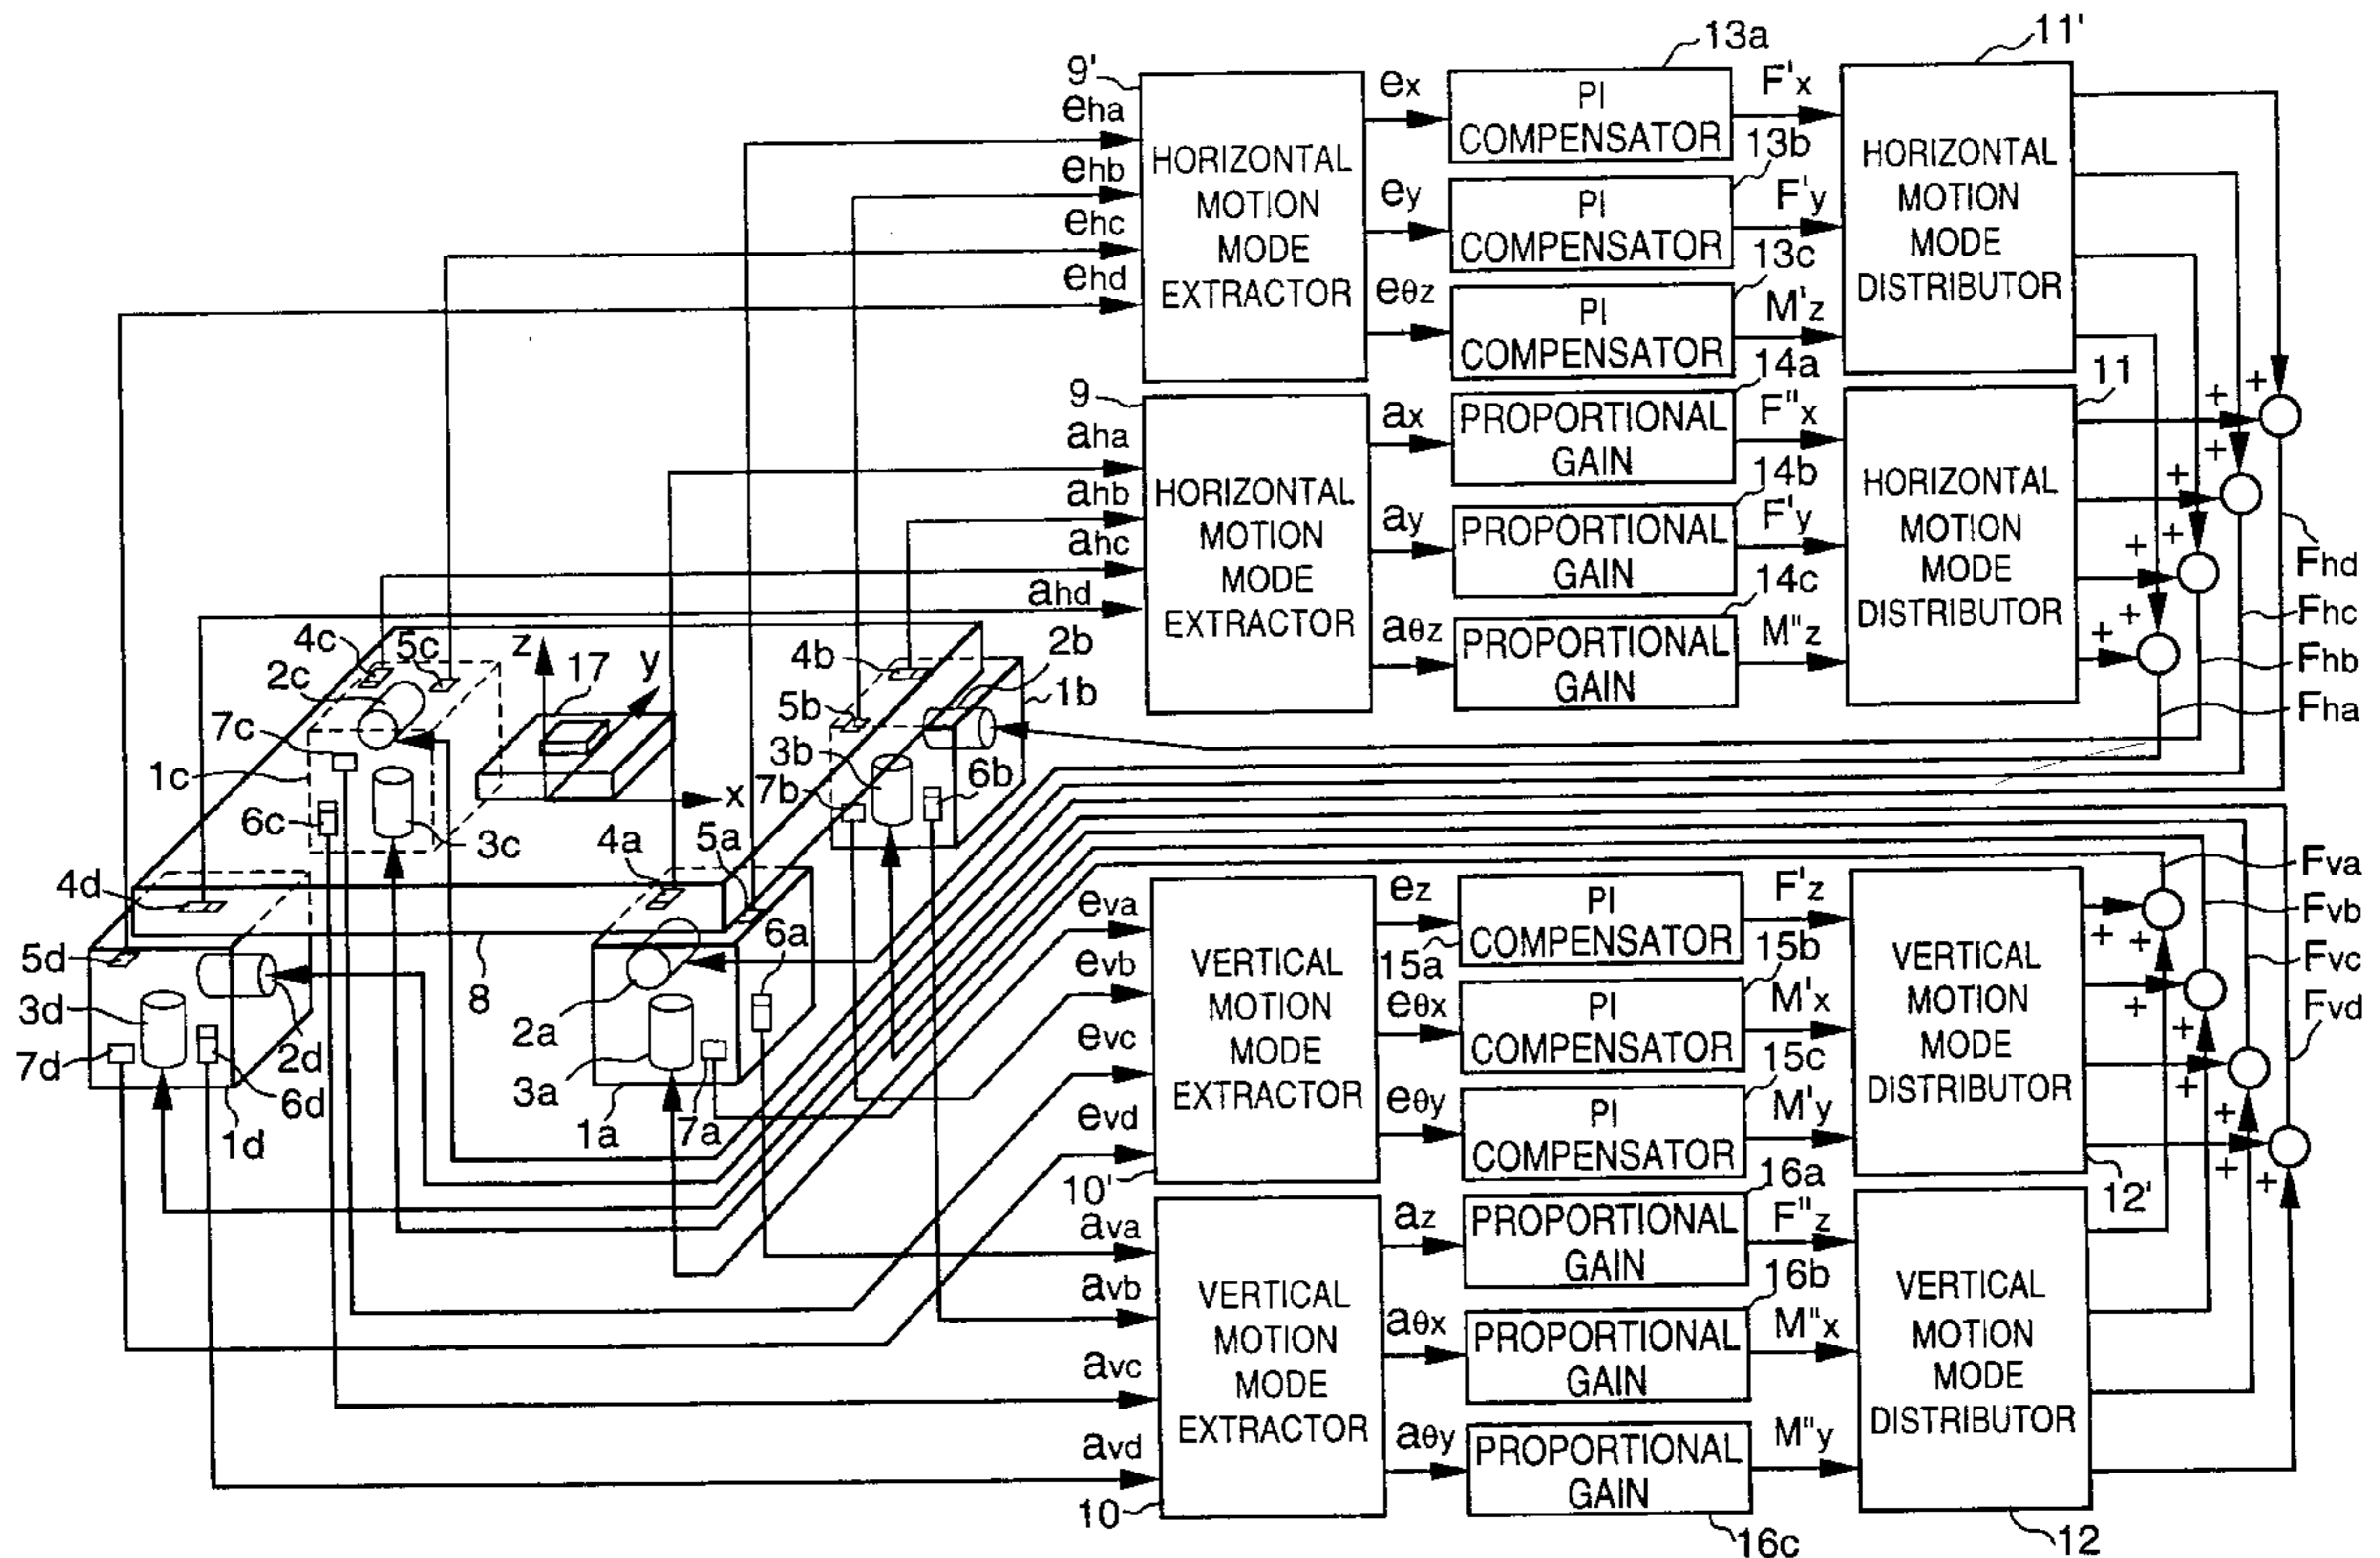 13a
11'
9'
eha
ehb
ehc
ehd
HORIZONTAL
MOTION
MODE
EXTRACTOR
ex
ey
eθz
PI
COMPENSATOR
13b
PI
COMPENSATOR
13c
PI
COMPENSATOR
F'x
F'y
M'z
HORIZONTAL
MOTION
MODE
DISTRIBUTOR
9
aha
ahb
ahc
ahd
HORIZONTAL
MOTION
MODE
EXTRACTOR
ax
ay
aθz
14a
PROPORTIONAL
GAIN
14b
PROPORTIONAL
GAIN
14c
PROPORTIONAL
GAIN
F"x
F'y
M"z
11
HORIZONTAL
MOTION
MODE
DISTRIBUTOR
+
+
+
+
+
+
+
+
Fhd
Fhc
Fhb
Fha
4c
5c
2c
7c
1c
6c
3c
z
17
y
x
4b
2b
5b
1b
3b
6b
7b
4a
5a
4d
5d
3d
7d
2d
6d
1d
8
6a
2a
3a
1a
7a
eva
evb
evc
evd
10'
VERTICAL
MOTION
MODE
EXTRACTOR
ez
eθx
eθy
15a
PI
COMPENSATOR
15b
PI
COMPENSATOR
15c
PI
COMPENSATOR
F'z
M'x
M'y
VERTICAL
MOTION
MODE
DISTRIBUTOR
12'
+
+
+
+
+
+
+
+
Fva
Fvb
Fvc
Fvd
ava
avb
avc
avd
10
VERTICAL
MOTION
MODE
EXTRACTOR
az
aθx
aθy
16a
PROPORTIONAL
GAIN
16b
PROPORTIONAL
GAIN
PROPORTIONAL
GAIN
16c
F"z
M"x
M"y
VERTICAL
MOTION
MODE
DISTRIBUTOR
12